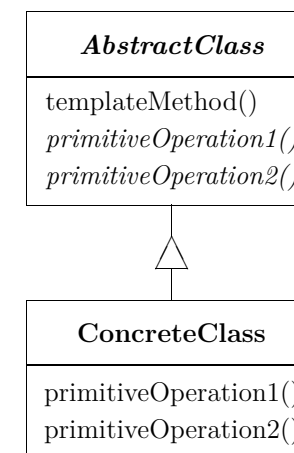 AbstractClass
templateMethod()
primitiveOperation1()
primitiveOperation2()
ConcreteClass
primitiveOperation1()
primitiveOperation2()